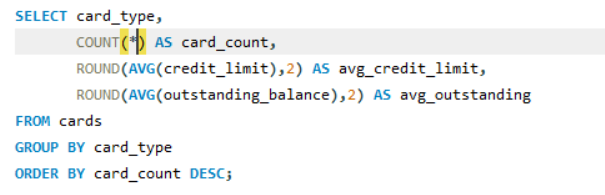 SELECT card_type,
COUNT(*) AS card_count,
ROUND(AVG(credit_limit),2) AS avg_credit_limit,
ROUND(AVG(outstanding_balance),2) AS avg_outstanding
FROM cards
GROUP BY card_type
ORDER BY card_count DESC;